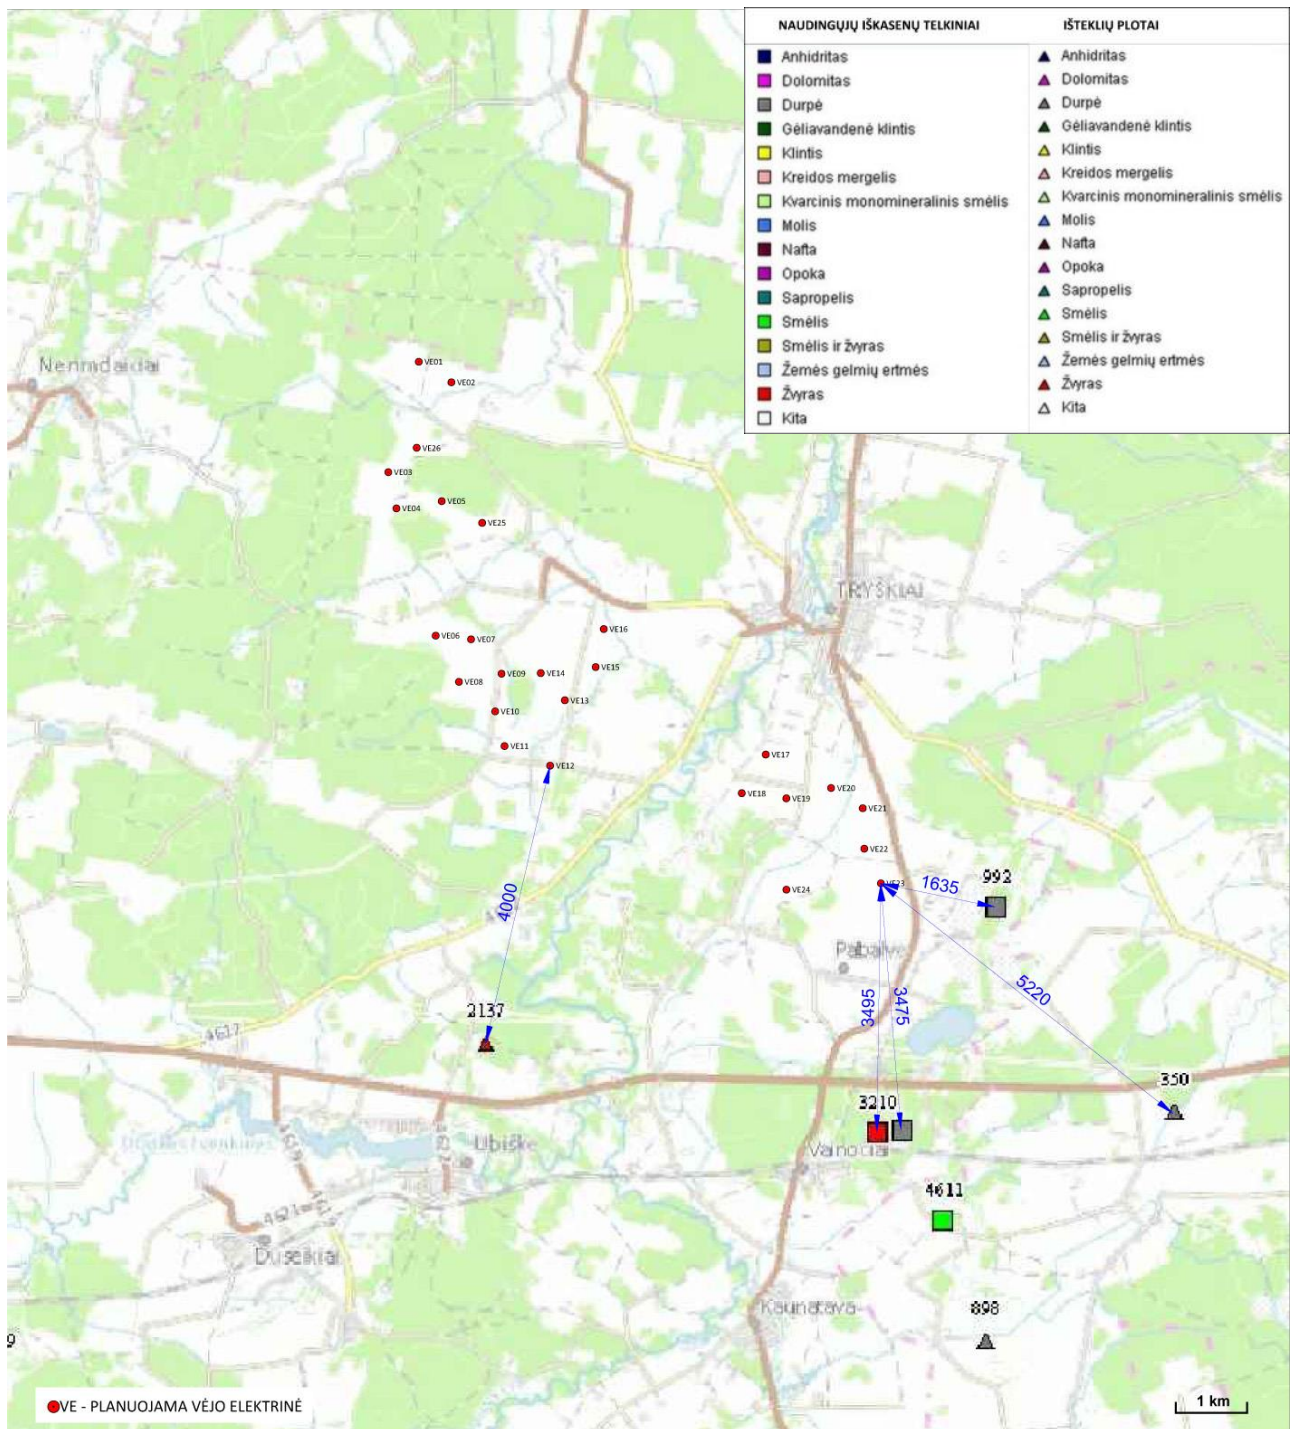 NAUDINGŲJŲ IŠKASENŲ TELKINIAI
Anhidritas
Dolomitas
Durpė
Gėliavandenė klintis
Klintis
Kreidos mergelis
Kvarcinis monomineralinis smėlis
Molis
Nafta
Opoka
Sapropelis
Smėlis
Smėlis ir žvyras
Žemės gelmių ertmės
Žvyras
Kita
IŠTEKLIŲ PLOTAI
Anhidritas
Dolomitas
Durpė
Gėliavandenė klintis
Klintis
Kreidos mergelis
Kvarcinis monomineralinis smėlis
Molis
Nafta
Opoka
Sapropelis
Smėlis
Smėlis ir žvyras
Žemės gelmių ertmės
Žvyras
Kita
VE01
VE02
VE26
VE03
VE05
VE04
VE25
TRYŠKIAI
VE16
VE06
VE07
VE15
VE09
VE14
VE08
VE13
VE10
VE11
VE17
VE12
VE20
VE18
VE19
VE21
VE22
992
VE23
1635
VE24
4000
5220
3495
3475
2137
4617
350
3210
Ubiškė
4611
4621
Kaunatava
898
9
VE - PLANUOJAMA VĖJO ELEKTRINĖ
1 km